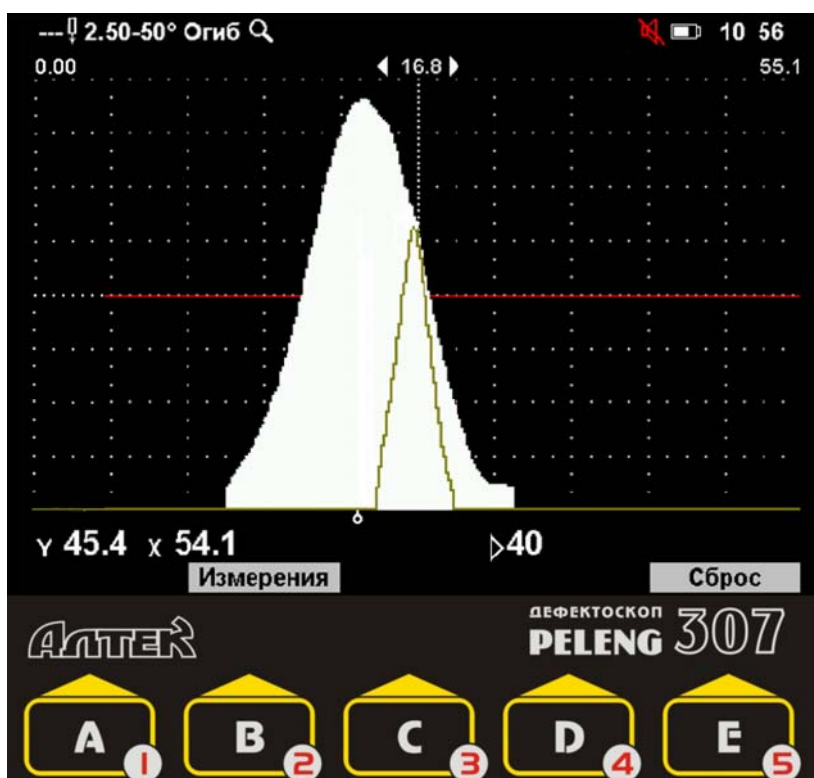 --- 2.50-50° Огиб 10 56
0.00 16.8 55.1
Y 45.4 X 54.1 40
Измерения Сброс
АЛТЕК ДЕФЕКТОСКОП PELENG 307
A 1 B 2 C 3 D 4 E 5